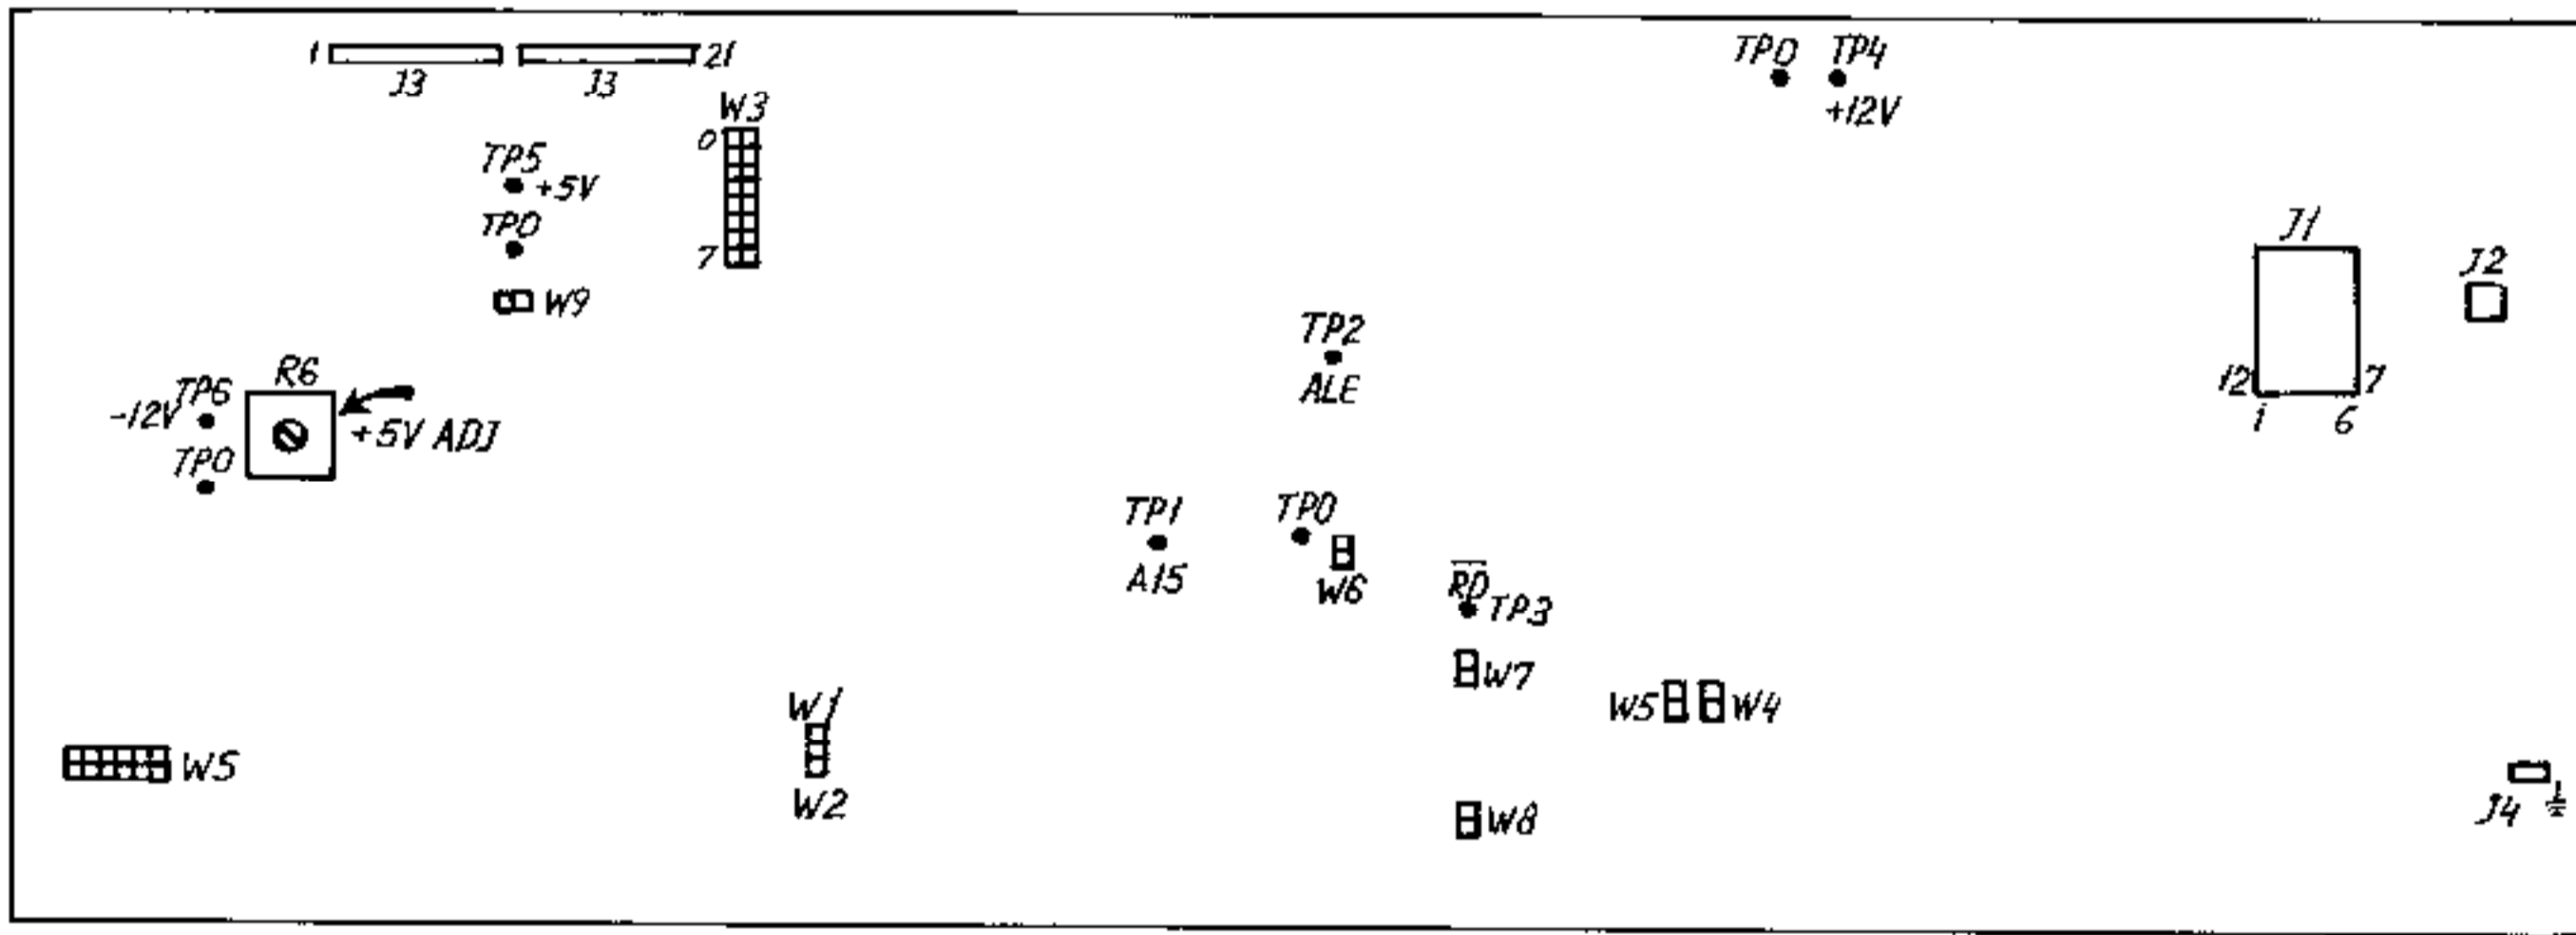 1
J3
J3
21
TP0
TP4
+12V
W3
0
7
TP5
+5V
TP0
W9
J1
12
7
1
6
J2
TP2
ALE
R6
TP6
-12V
+5V ADJ
TP0
TP1
A15
TP0
W6
R̅D̅
TP3
W7
W5
W4
W1
W2
W5
W8
J4